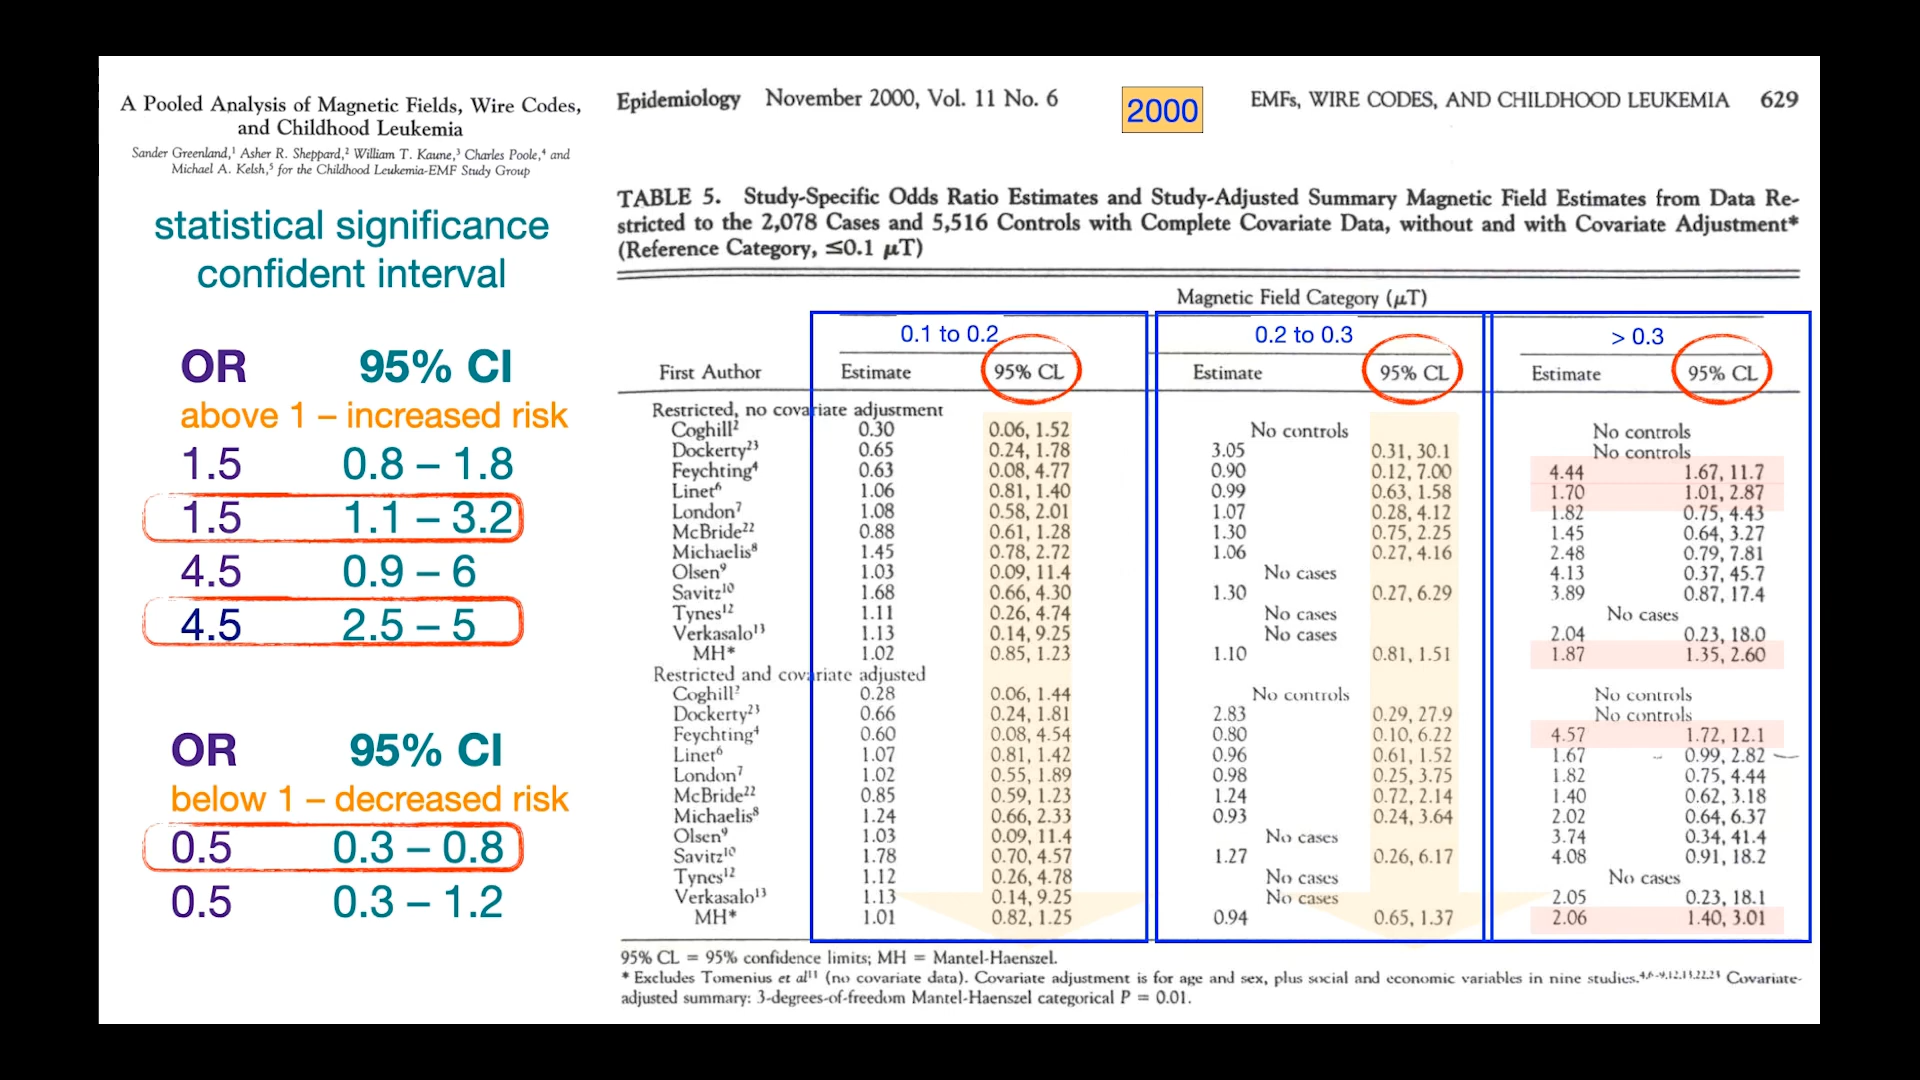 A Pooled Analysis of Magnetic Fields, Wire Codes,
and Childhood Leukemia
Sander Greenland,¹ Asher R. Sheppard,² William T. Kaune,³ Charles Poole,⁴ and
Michael A. Kelsh,⁵ for the Childhood Leukemia-EMF Study Group
statistical significance
confident interval
OR 95% CI
above 1 – increased risk
1.5 0.8 – 1.8
1.5 1.1 – 3.2
4.5 0.9 – 6
4.5 2.5 – 5
OR 95% CI
below 1 – decreased risk
0.5 0.3 – 0.8
0.5 0.3 – 1.2
Epidemiology November 2000, Vol. 11 No. 6 2000 EMFs, WIRE CODES, AND CHILDHOOD LEUKEMIA 629
TABLE 5. Study-Specific Odds Ratio Estimates and Study-Adjusted Summary Magnetic Field Estimates from Data Re-
stricted to the 2,078 Cases and 5,516 Controls with Complete Covariate Data, without and with Covariate Adjustment*
(Reference Category, ≤0.1 μT)
Magnetic Field Category (μT)
0.1 to 0.2 0.2 to 0.3 > 0.3
First Author Estimate 95% CL Estimate 95% CL Estimate 95% CL
Restricted, no covariate adjustment
Coghill² 0.30 0.06, 1.52 No controls No controls
Dockerty²³ 0.65 0.24, 1.78 3.05 0.31, 30.1 No controls
Feychting⁴ 0.63 0.08, 4.77 0.90 0.12, 7.00 4.44 1.67, 11.7
Linet⁶ 1.06 0.81, 1.40 0.99 0.63, 1.58 1.70 1.01, 2.87
London⁷ 1.08 0.58, 2.01 1.07 0.28, 4.12 1.82 0.75, 4.43
McBride²² 0.88 0.61, 1.28 1.30 0.75, 2.25 1.45 0.64, 3.27
Michaelis⁸ 1.45 0.78, 2.72 1.06 0.27, 4.16 2.48 0.79, 7.81
Olsen⁹ 1.03 0.09, 11.4 No cases 4.13 0.37, 45.7
Savitz¹⁰ 1.68 0.66, 4.30 1.30 0.27, 6.29 3.89 0.87, 17.4
Tynes¹² 1.11 0.26, 4.74 No cases No cases
Verkasalo¹³ 1.13 0.14, 9.25 No cases 2.04 0.23, 18.0
MH* 1.02 0.85, 1.23 1.10 0.81, 1.51 1.87 1.35, 2.60
Restricted and covariate adjusted
Coghill² 0.28 0.06, 1.44 No controls No controls
Dockerty²³ 0.66 0.24, 1.81 2.83 0.29, 27.9 No controls
Feychting⁴ 0.60 0.08, 4.54 0.80 0.10, 6.22 4.57 1.72, 12.1
Linet⁶ 1.07 0.81, 1.42 0.96 0.61, 1.52 1.67 0.99, 2.82
London⁷ 1.02 0.55, 1.89 0.98 0.25, 3.75 1.82 0.75, 4.44
McBride²² 0.85 0.59, 1.23 1.24 0.72, 2.14 1.40 0.62, 3.18
Michaelis⁸ 1.24 0.66, 2.33 0.93 0.24, 3.64 2.02 0.64, 6.37
Olsen⁹ 1.03 0.09, 11.4 No cases 3.74 0.34, 41.4
Savitz¹⁰ 1.78 0.70, 4.57 1.27 0.26, 6.17 4.08 0.91, 18.2
Tynes¹² 1.12 0.26, 4.78 No cases No cases
Verkasalo¹³ 1.13 0.14, 9.25 No cases 2.05 0.23, 18.1
MH* 1.01 0.82, 1.25 0.94 0.65, 1.37 2.06 1.40, 3.01
95% CL = 95% confidence limits; MH = Mantel-Haenszel.
* Excludes Tomenius et al¹¹ (no covariate data). Covariate adjustment is for age and sex, plus social and economic variables in nine studies. Covariate-
adjusted summary: 3-degrees-of-freedom Mantel-Haenszel categorical P = 0.01.